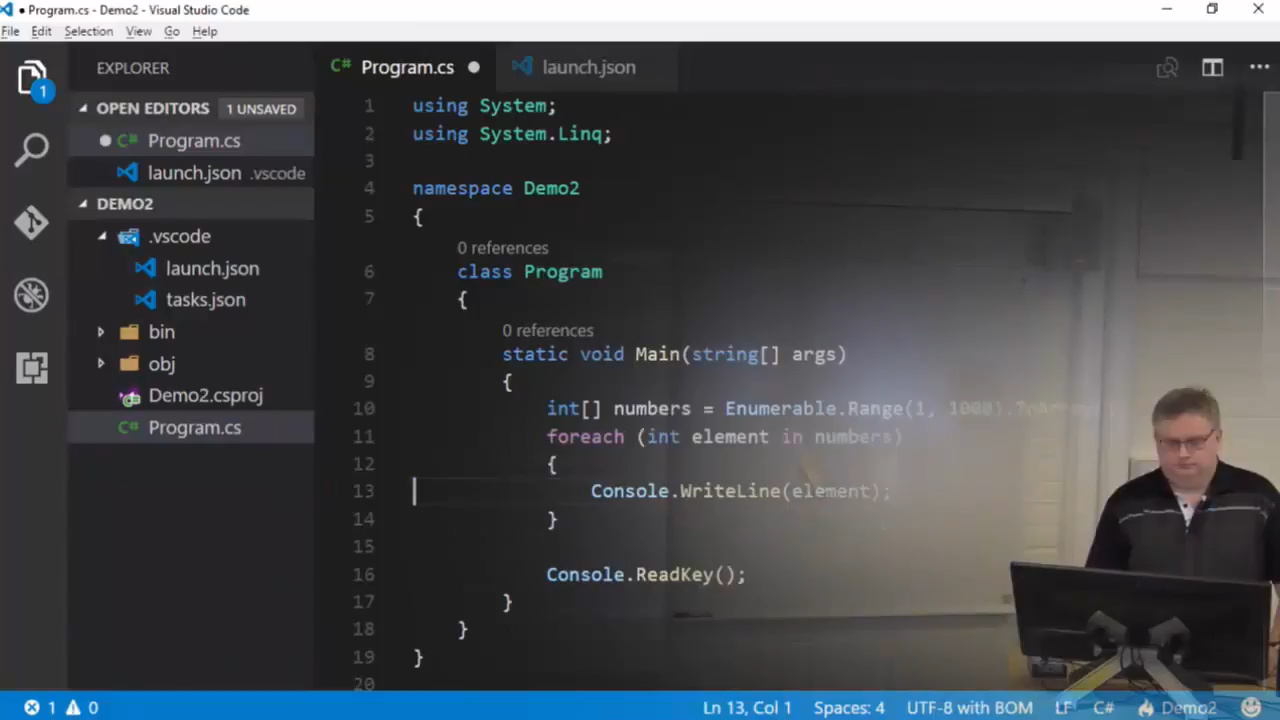 ● Program.cs - Demo2 - Visual Studio Code
File Edit Selection View Go Help
EXPLORER
OPEN EDITORS 1 UNSAVED
C# Program.cs
launch.json .vscode
DEMO2
.vscode
launch.json
tasks.json
bin
obj
Demo2.csproj
C# Program.cs
1
C# Program.cs ● launch.json
1 using System;
2 using System.Linq;
3
4 namespace Demo2
5 {
0 references
6 class Program
7 {
0 references
8 static void Main(string[] args)
9 {
10 int[] numbers = Enumerable.Range(1, 1000).ToArray();
11 foreach (int element in numbers)
12 {
13 Console.WriteLine(element);
14 }
15
16 Console.ReadKey();
17 }
18 }
19 }
20
1 0 Ln 13, Col 1 Spaces: 4 UTF-8 with BOM LF C# Demo2